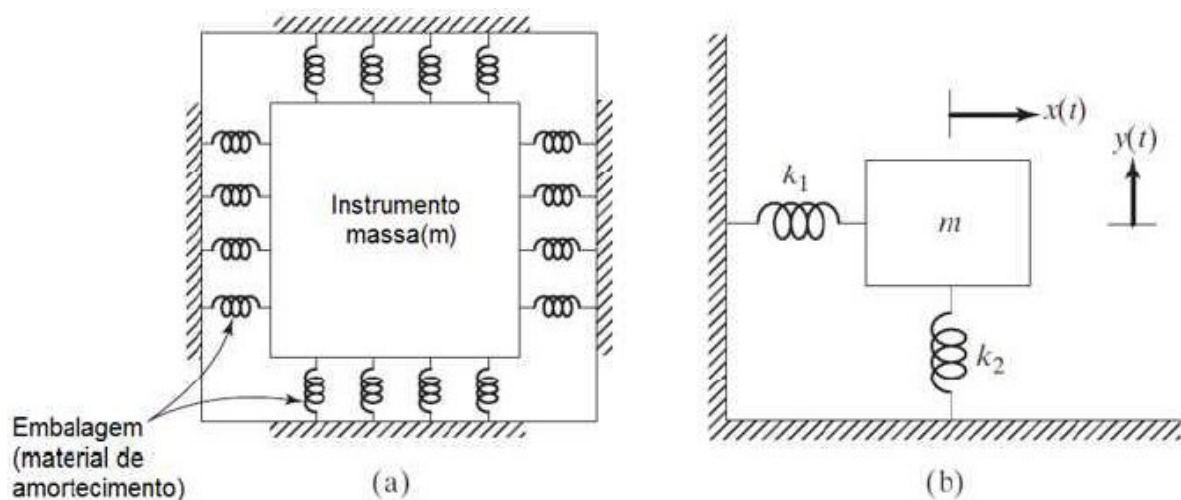 Instrumento
massa(m)
Embalagem
(material de
amortecimento)
(a)
x(t)
y(t)
k₁
m
k₂
(b)